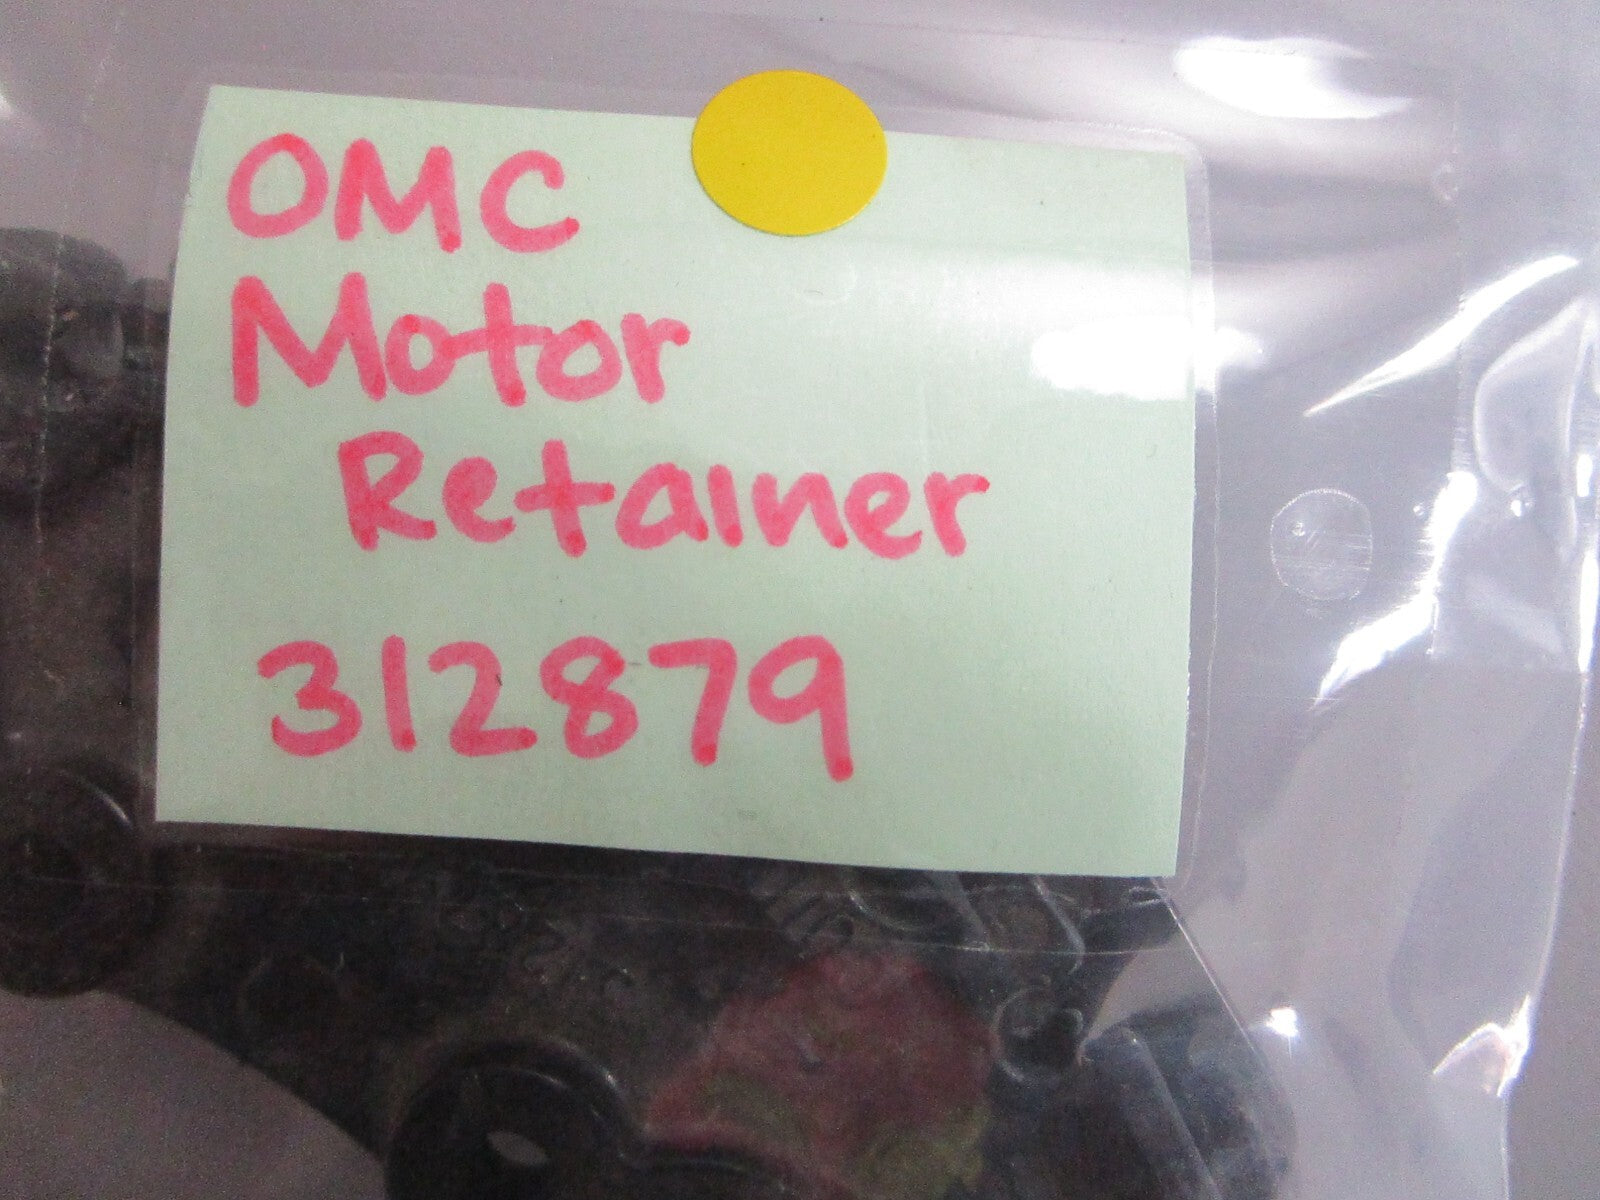 OMC
Motor
Retainer
312879